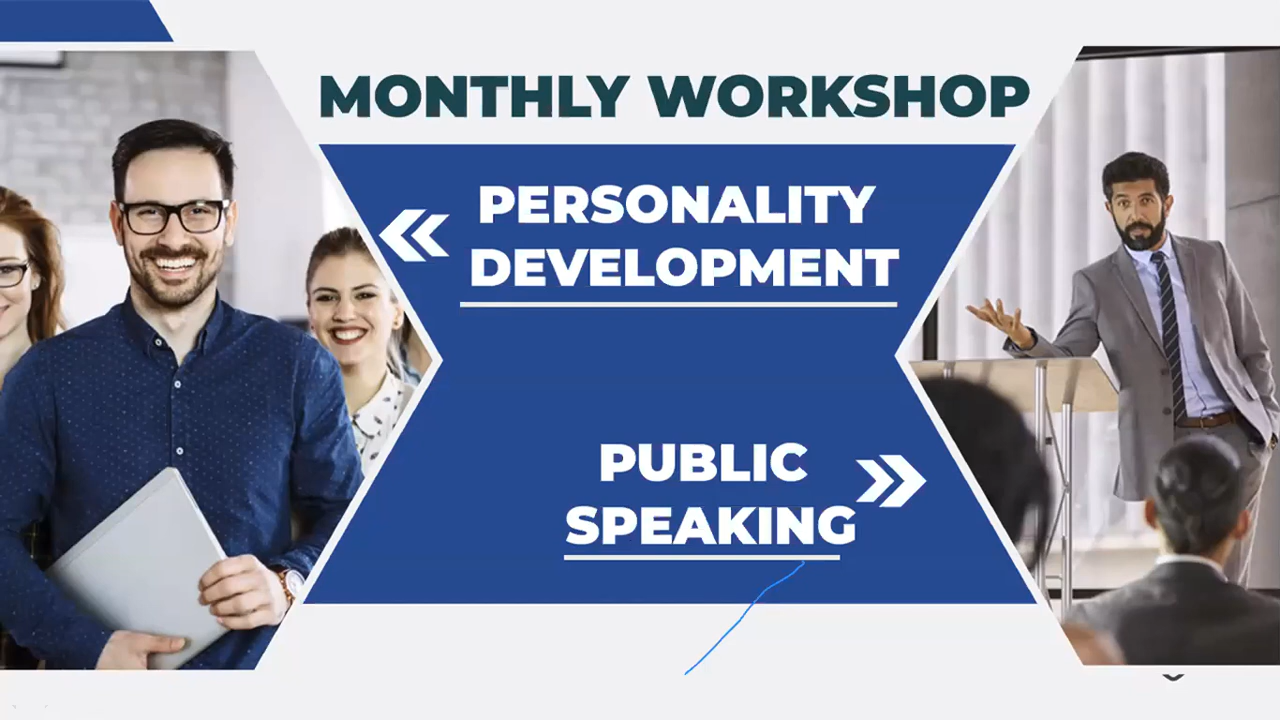 MONTHLY WORKSHOP
PERSONALITY
DEVELOPMENT
PUBLIC
SPEAKING